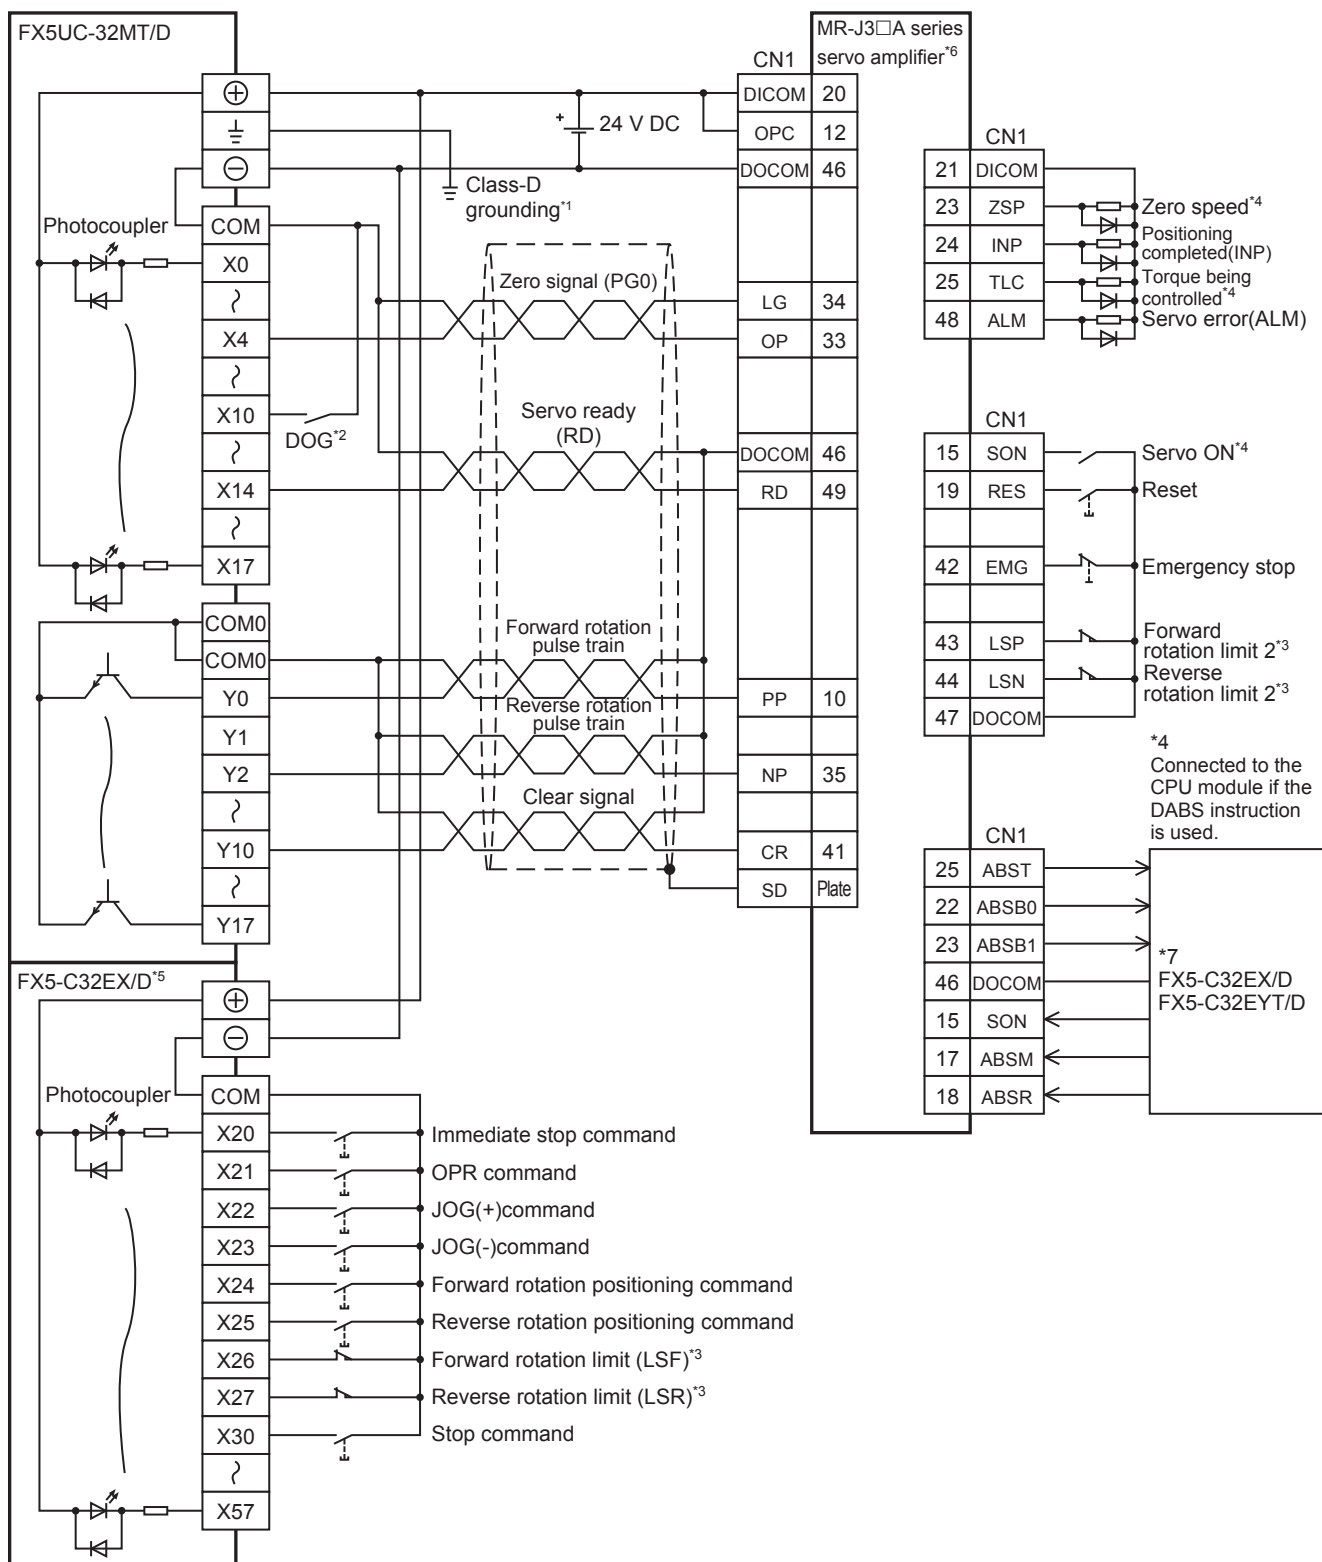 FX5UC-32MT/D
COM
Photocoupler
X0
X4
X10
X14
X17
COM0
COM0
Y0
Y1
Y2
Y10
Y17
24 V DC
Class-D
grounding*1
DOG*2
Zero signal (PG0)
Servo ready
(RD)
Forward rotation
pulse train
Reverse rotation
pulse train
Clear signal
MR-J3□A series
servo amplifier*6
CN1
DICOM 20
OPC 12
DOCOM 46
LG 34
OP 33
DOCOM 46
RD 49
PP 10
NP 35
CR 41
SD Plate
CN1
21 DICOM
23 ZSP Zero speed*4
24 INP Positioning
completed(INP)
25 TLC Torque being
controlled*4
48 ALM Servo error(ALM)
CN1
15 SON Servo ON*4
19 RES Reset
42 EMG Emergency stop
43 LSP Forward
rotation limit 2*3
44 LSN Reverse
rotation limit 2*3
47 DOCOM
*4
Connected to the
CPU module if the
DABS instruction
is used.
CN1
25 ABST
22 ABSB0
23 ABSB1
46 DOCOM
15 SON
17 ABSM
18 ABSR
*7
FX5-C32EX/D
FX5-C32EYT/D
FX5-C32EX/D*5
Photocoupler
COM
X20 Immediate stop command
X21 OPR command
X22 JOG(+)command
X23 JOG(-)command
X24 Forward rotation positioning command
X25 Reverse rotation positioning command
X26 Forward rotation limit (LSF)*3
X27 Reverse rotation limit (LSR)*3
X30 Stop command
X57